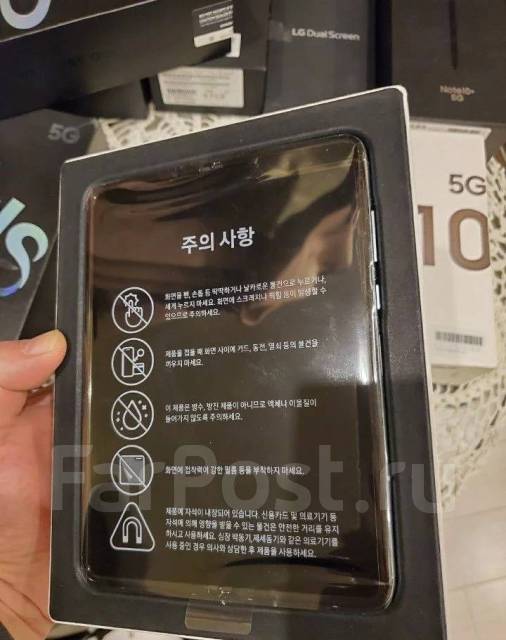 LG Dual Screen
Note10+
5G
5G
5G
10
주의 사항
화면을 펜, 손톱 등 딱딱하거나 날카로운 물건으로 누르거나,
세게 누르지 마세요. 화면에 스크래치나 찍힘 등이 발생할 수
있으므로 주의하세요.
제품을 접을 때 화면 사이에 카드, 동전, 열쇠 등의 물건을
끼우지 마세요.
이 제품은 방수, 방진 제품이 아니므로 액체나 이물질이
들어가지 않도록 주의하세요.
화면에 접착력이 강한 필름 등을 부착하지 마세요.
제품에 자석이 내장되어 있습니다. 신용카드 및 의료기기 등
자석에 의해 영향을 받을 수 있는 물건은 안전한 거리를 유지
하시고 사용하세요. 심장 박동기, 제세동기와 같은 의료기기를
사용 중인 경우 의사와 상담한 후 제품을 사용하세요.
FarPost.ru